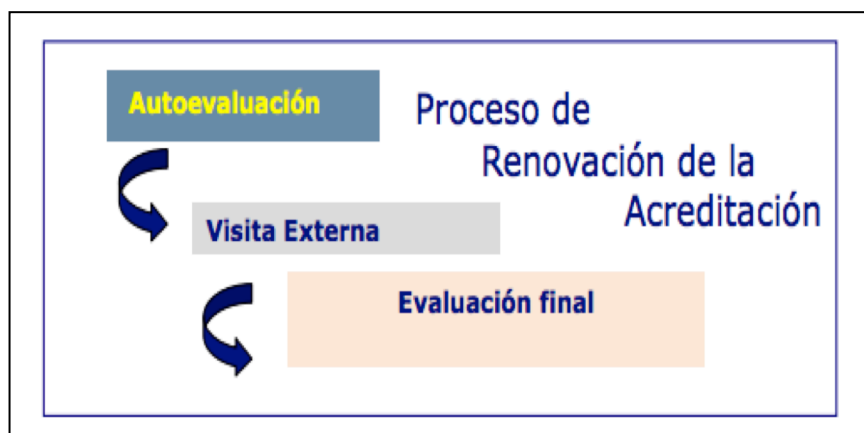 Autoevaluación
Proceso de
Renovación de la
Acreditación
Visita Externa
Evaluación final